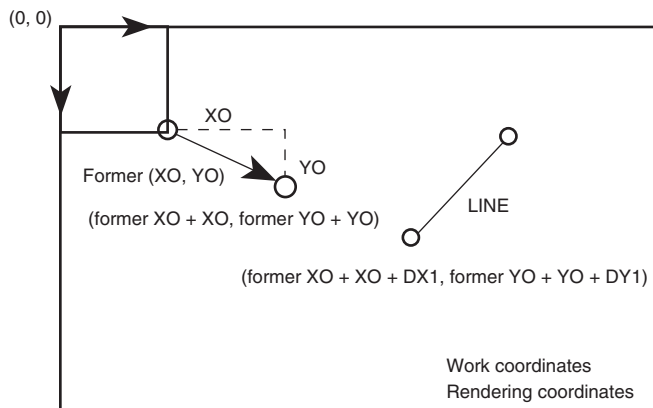 (0, 0)
XO
YO
Former (XO, YO)
(former XO + XO, former YO + YO)
LINE
(former XO + XO + DX1, former YO + YO + DY1)
Work coordinates
Rendering coordinates